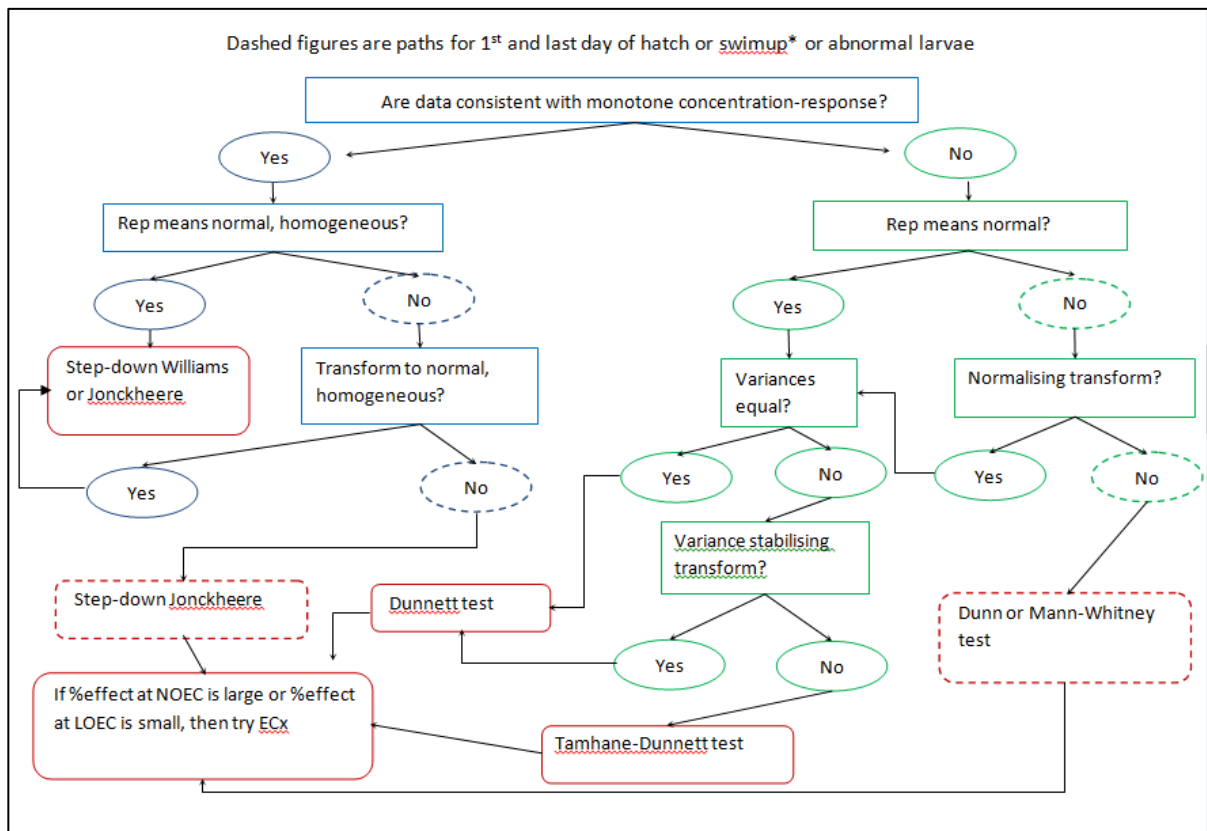 Dashed figures are paths for 1st and last day of hatch or swimup* or abnormal larvae
Are data consistent with monotone concentration-response?
Yes
No
Rep means normal, homogeneous?
Rep means normal?
Yes
No
Yes
No
Step-down Williams
or Jonckheere
Transform to normal,
homogeneous?
Variances
equal?
Normalising transform?
Yes
No
Yes
No
Yes
No
Variance stabilising
transform?
Step-down Jonckheere
Dunnett test
Dunn or Mann-Whitney
test
Yes
No
If %effect at NOEC is large or %effect
at LOEC is small, then try ECx
Tamhane-Dunnett test